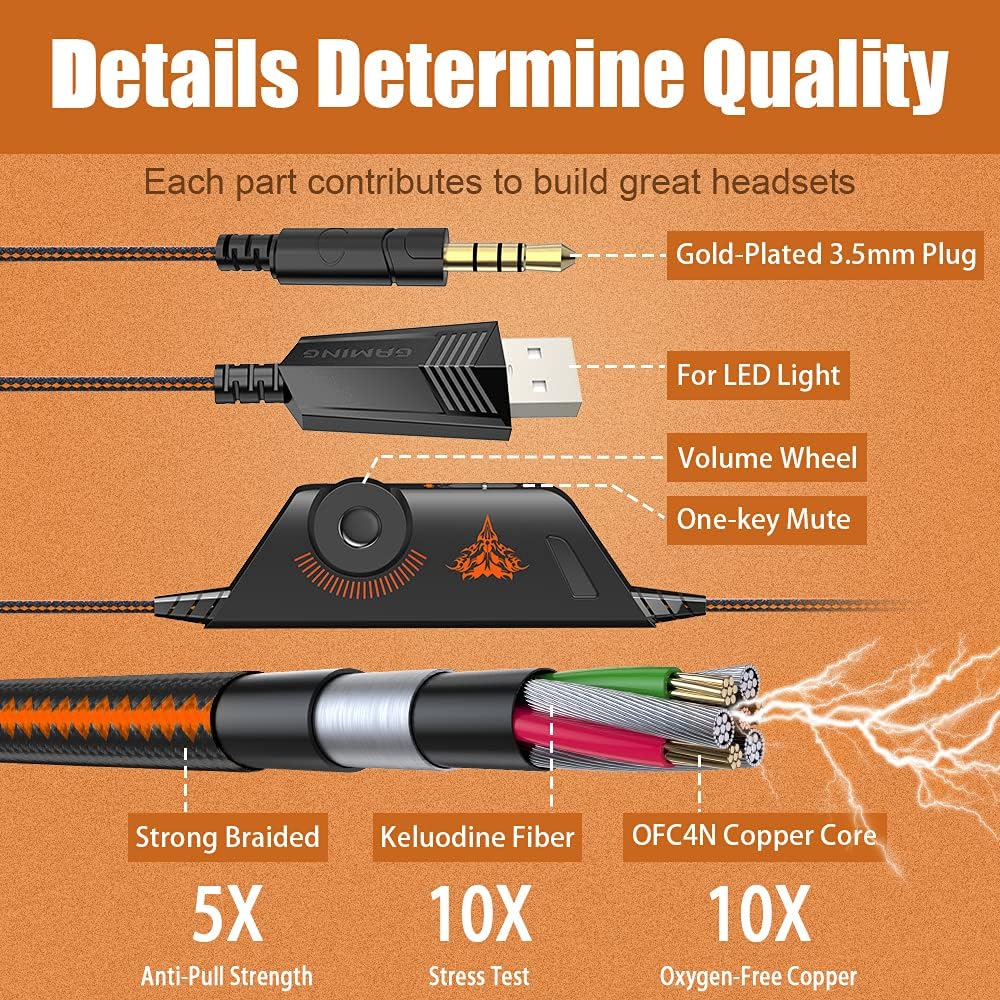 Details Determine Quality
Each part contributes to build great headsets
Gold-Plated 3.5mm Plug
GAMING
For LED Light
Volume Wheel
One-key Mute
Strong Braided
Keluodine Fiber
OFC4N Copper Core
5X
10X
10X
Anti-Pull Strength
Stress Test
Oxygen-Free Copper